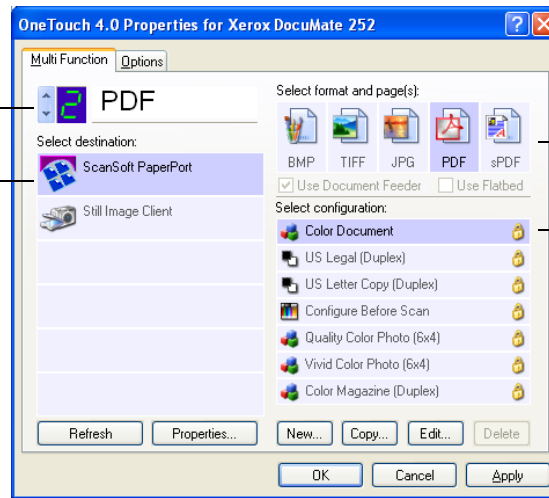 OneTouch 4.0 Properties for Xerox DocuMate 252
Multi Function Options
2 PDF
Select destination:
ScanSoft PaperPort
Still Image Client
Refresh Properties...
Select format and page(s):
BMP TIFF JPG PDF sPDF
Use Document Feeder Use Flatbed
Select configuration:
Color Document
US Legal (Duplex)
US Letter Copy (Duplex)
Configure Before Scan
Quality Color Photo (6x4)
Vivid Color Photo (6x4)
Color Magazine (Duplex)
New... Copy... Edit... Delete
OK Cancel Apply